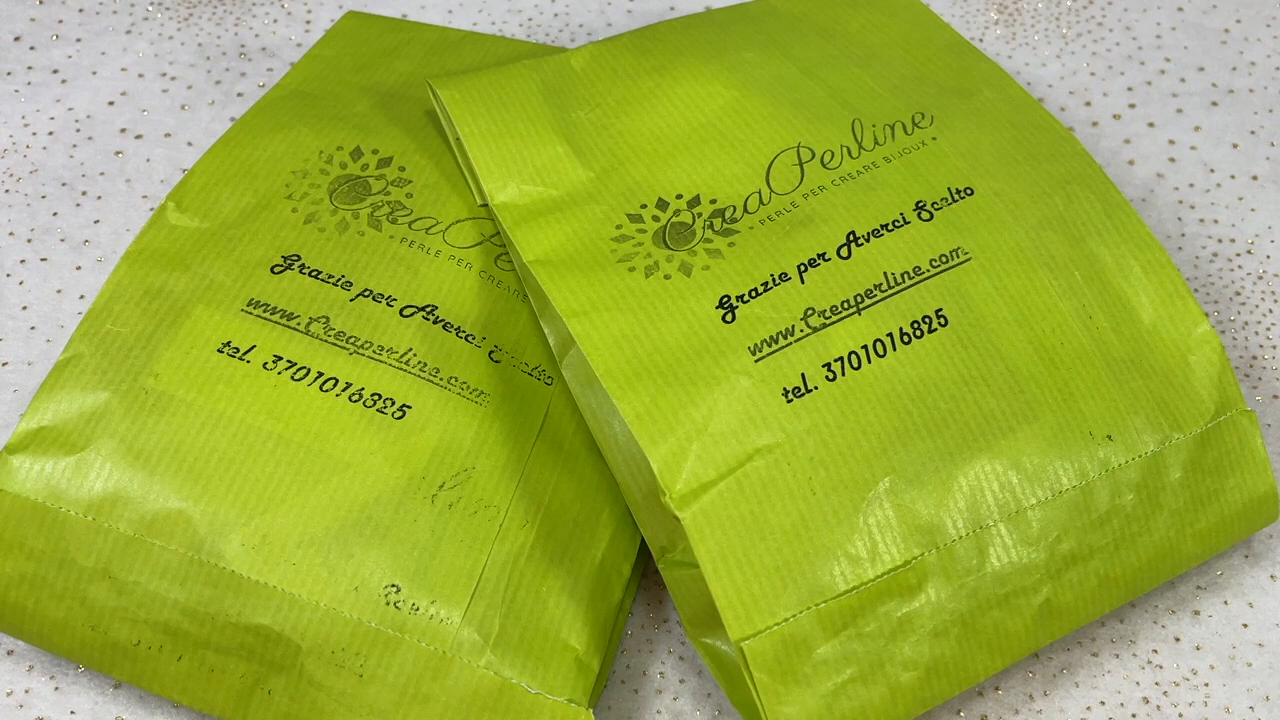 CreaPe
PERLE PER CREARE
Grazie per Averci Scelto
www.Creaperline.com
tel. 3701016825
CreaPerline
• PERLE PER CREARE BIJOUX •
Grazie per Averci Scelto
www.Creaperline.com
tel. 3701016825